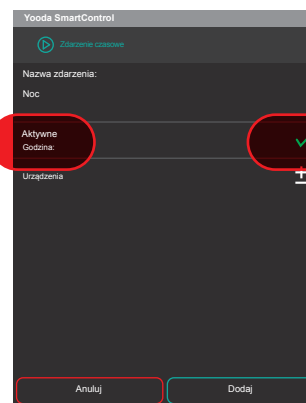 Yooda SmartControl
Zdarzenie czasowe
Nazwa zdarzenia:
Noc
Aktywne
Godzina:
Urządzenia
Anuluj
Dodaj